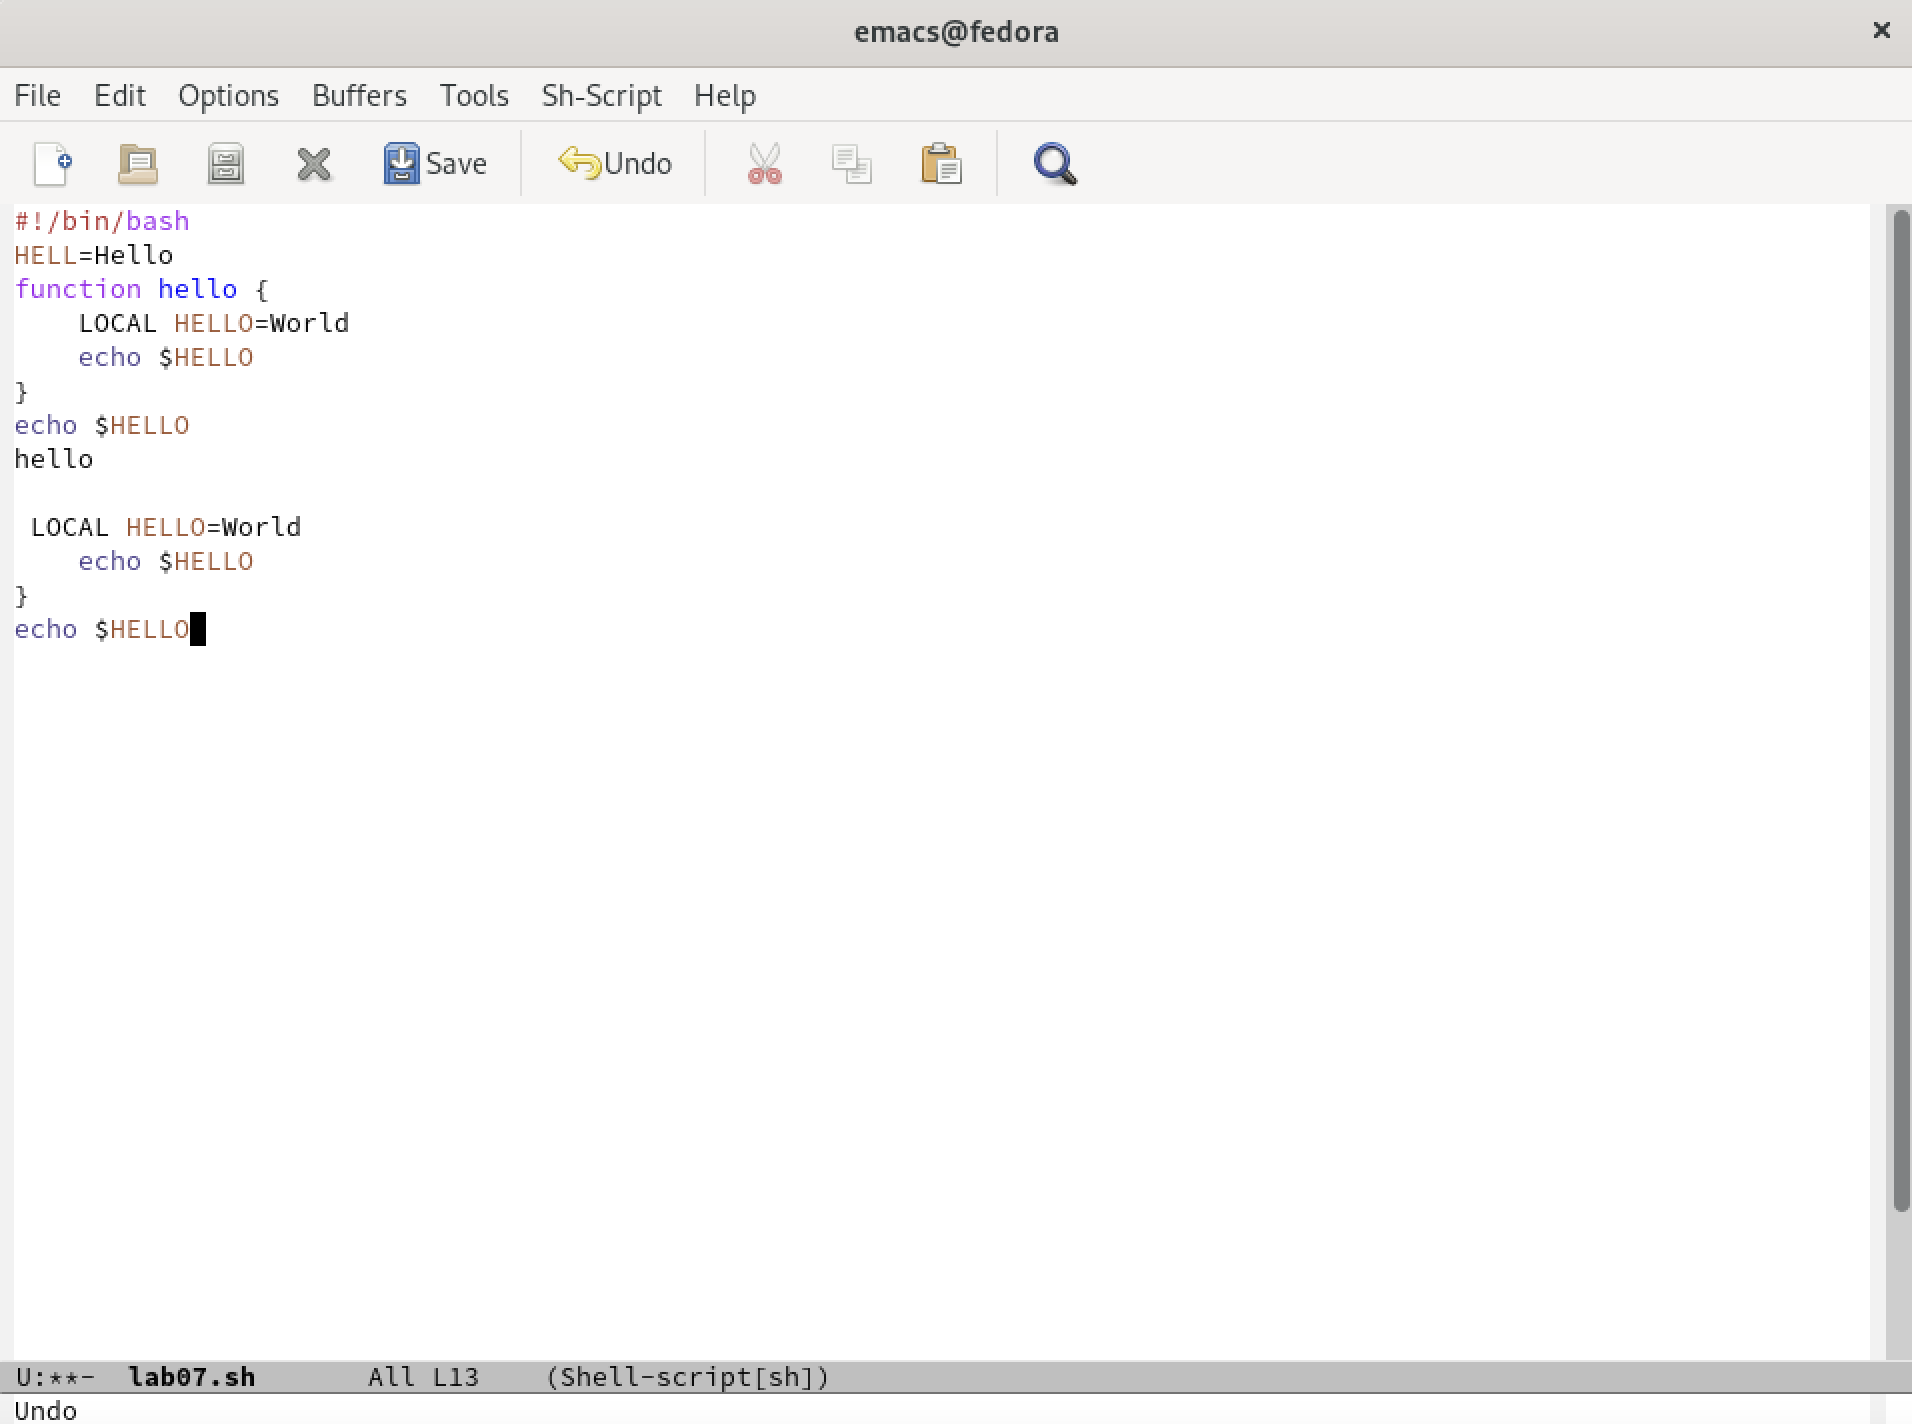 emacs@fedora
File Edit Options Buffers Tools Sh-Script Help
Save Undo
#!/bin/bash
HELL=Hello
function hello {
    LOCAL HELLO=World
    echo $HELLO
}
echo $HELLO
hello

 LOCAL HELLO=World
    echo $HELLO
}
echo $HELLO
U:**-  lab07.sh       All L13    (Shell-script[sh])
Undo